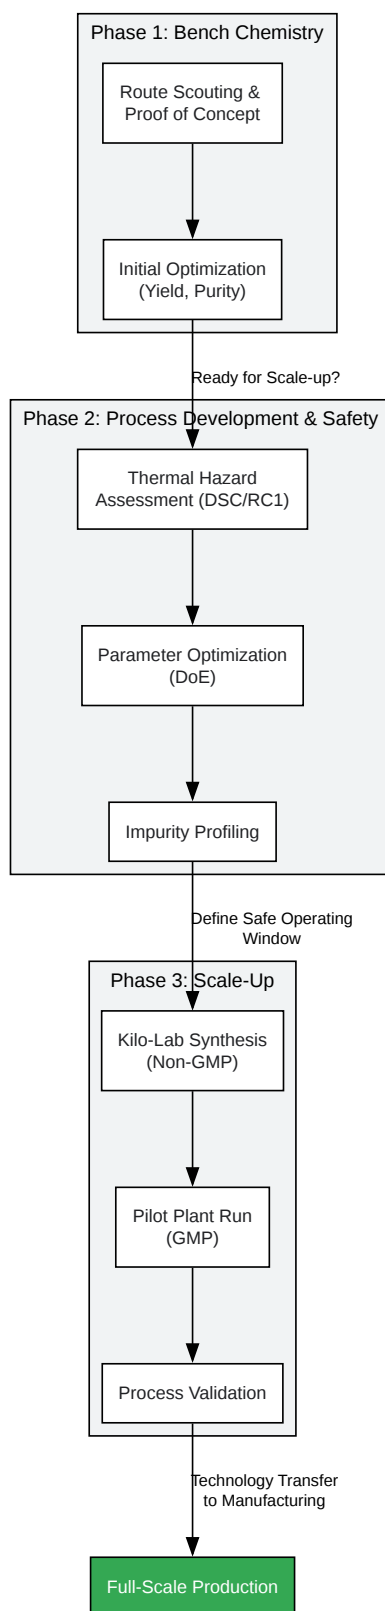 Phase 1: Bench Chemistry
Route Scouting &
Proof of Concept
Initial Optimization
(Yield, Purity)
Ready for Scale-up?
Phase 2: Process Development & Safety
Thermal Hazard
Assessment (DSC/RC1)
Parameter Optimization
(DoE)
Impurity Profiling
Define Safe Operating
Window
Phase 3: Scale-Up
Kilo-Lab Synthesis
(Non-GMP)
Pilot Plant Run
(GMP)
Process Validation
Technology Transfer
to Manufacturing
Full-Scale Production